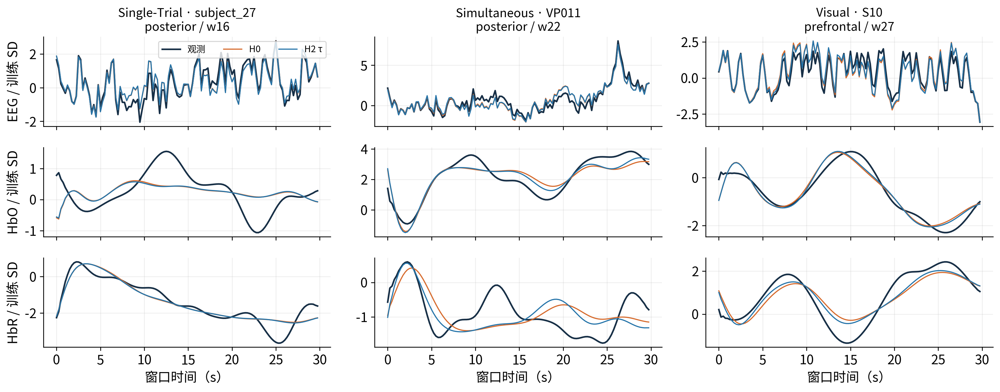 Single-Trial · subject_27
posterior / w16
Simultaneous · VP011
posterior / w22
Visual · S10
prefrontal / w27
EEG / 训练 SD
2
0
-2
观测
H0
H2 τ
5
0
2.5
0.0
-2.5
HbO / 训练 SD
1
0
-1
4
2
0
0
-2
HbR / 训练 SD
0
-2
0
-1
2
0
0 5 10 15 20 25 30
0 5 10 15 20 25 30
0 5 10 15 20 25 30
窗口时间（s）
窗口时间（s）
窗口时间（s）